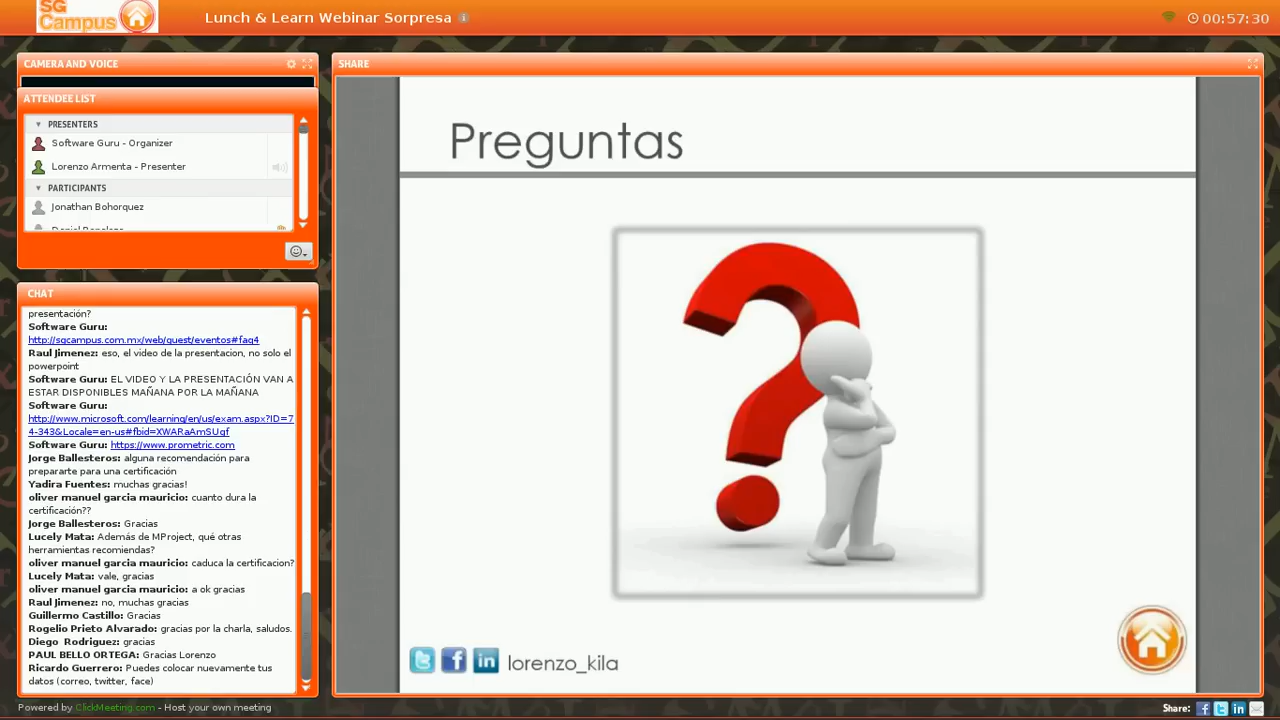 SG
Campus
Lunch & Learn Webinar Sorpresa
00:57:30
CAMERA AND VOICE
ATTENDEE LIST
PRESENTERS
Software Guru - Organizer
Lorenzo Armenta - Presenter
PARTICIPANTS
Jonathan Bohorquez
CHAT
presentación?
Software Guru:
http://sgcampus.com.mx/web/guest/eventos#faq4
Raul Jimenez: eso, el video de la presentacion, no solo el
powerpoint
Software Guru: EL VIDEO Y LA PRESENTACIÓN VAN A
ESTAR DISPONIBLES MAÑANA POR LA MAÑANA
Software Guru:
http://www.microsoft.com/learning/en/us/exam.aspx?ID=7
4-343&Locale=en-us#fbid=XWARaAmSUqf
Software Guru: https://www.prometric.com
Jorge Ballesteros: alguna recomendación para
prepararte para una certificación
Yadira Fuentes: muchas gracias!
oliver manuel garcia mauricio: cuanto dura la
certificación??
Jorge Ballesteros: Gracias
Lucely Mata: Además de MProject, qué otras
herramientas recomiendas?
oliver manuel garcia mauricio: caduca la certificacion?
Lucely Mata: vale, gracias
oliver manuel garcia mauricio: a ok gracias
Raul Jimenez: no, muchas gracias
Guillermo Castillo: Gracias
Rogelio Prieto Alvarado: gracias por la charla, saludos.
Diego Rodriguez: gracias
PAUL BELLO ORTEGA: Gracias Lorenzo
Ricardo Guerrero: Puedes colocar nuevamente tus
datos (correo, twitter, face)
SHARE
Preguntas
lorenzo_kila
Powered by ClickMeeting.com - Host your own meeting
Share: